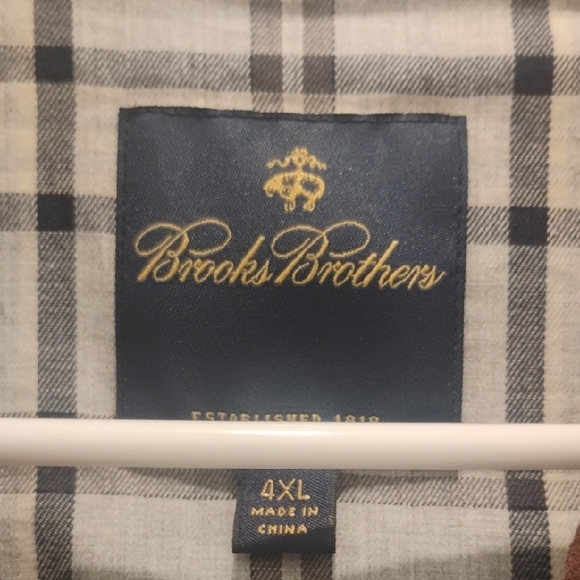 Brooks Brothers
ESTABLISHED 1818
4XL
MADE IN
CHINA